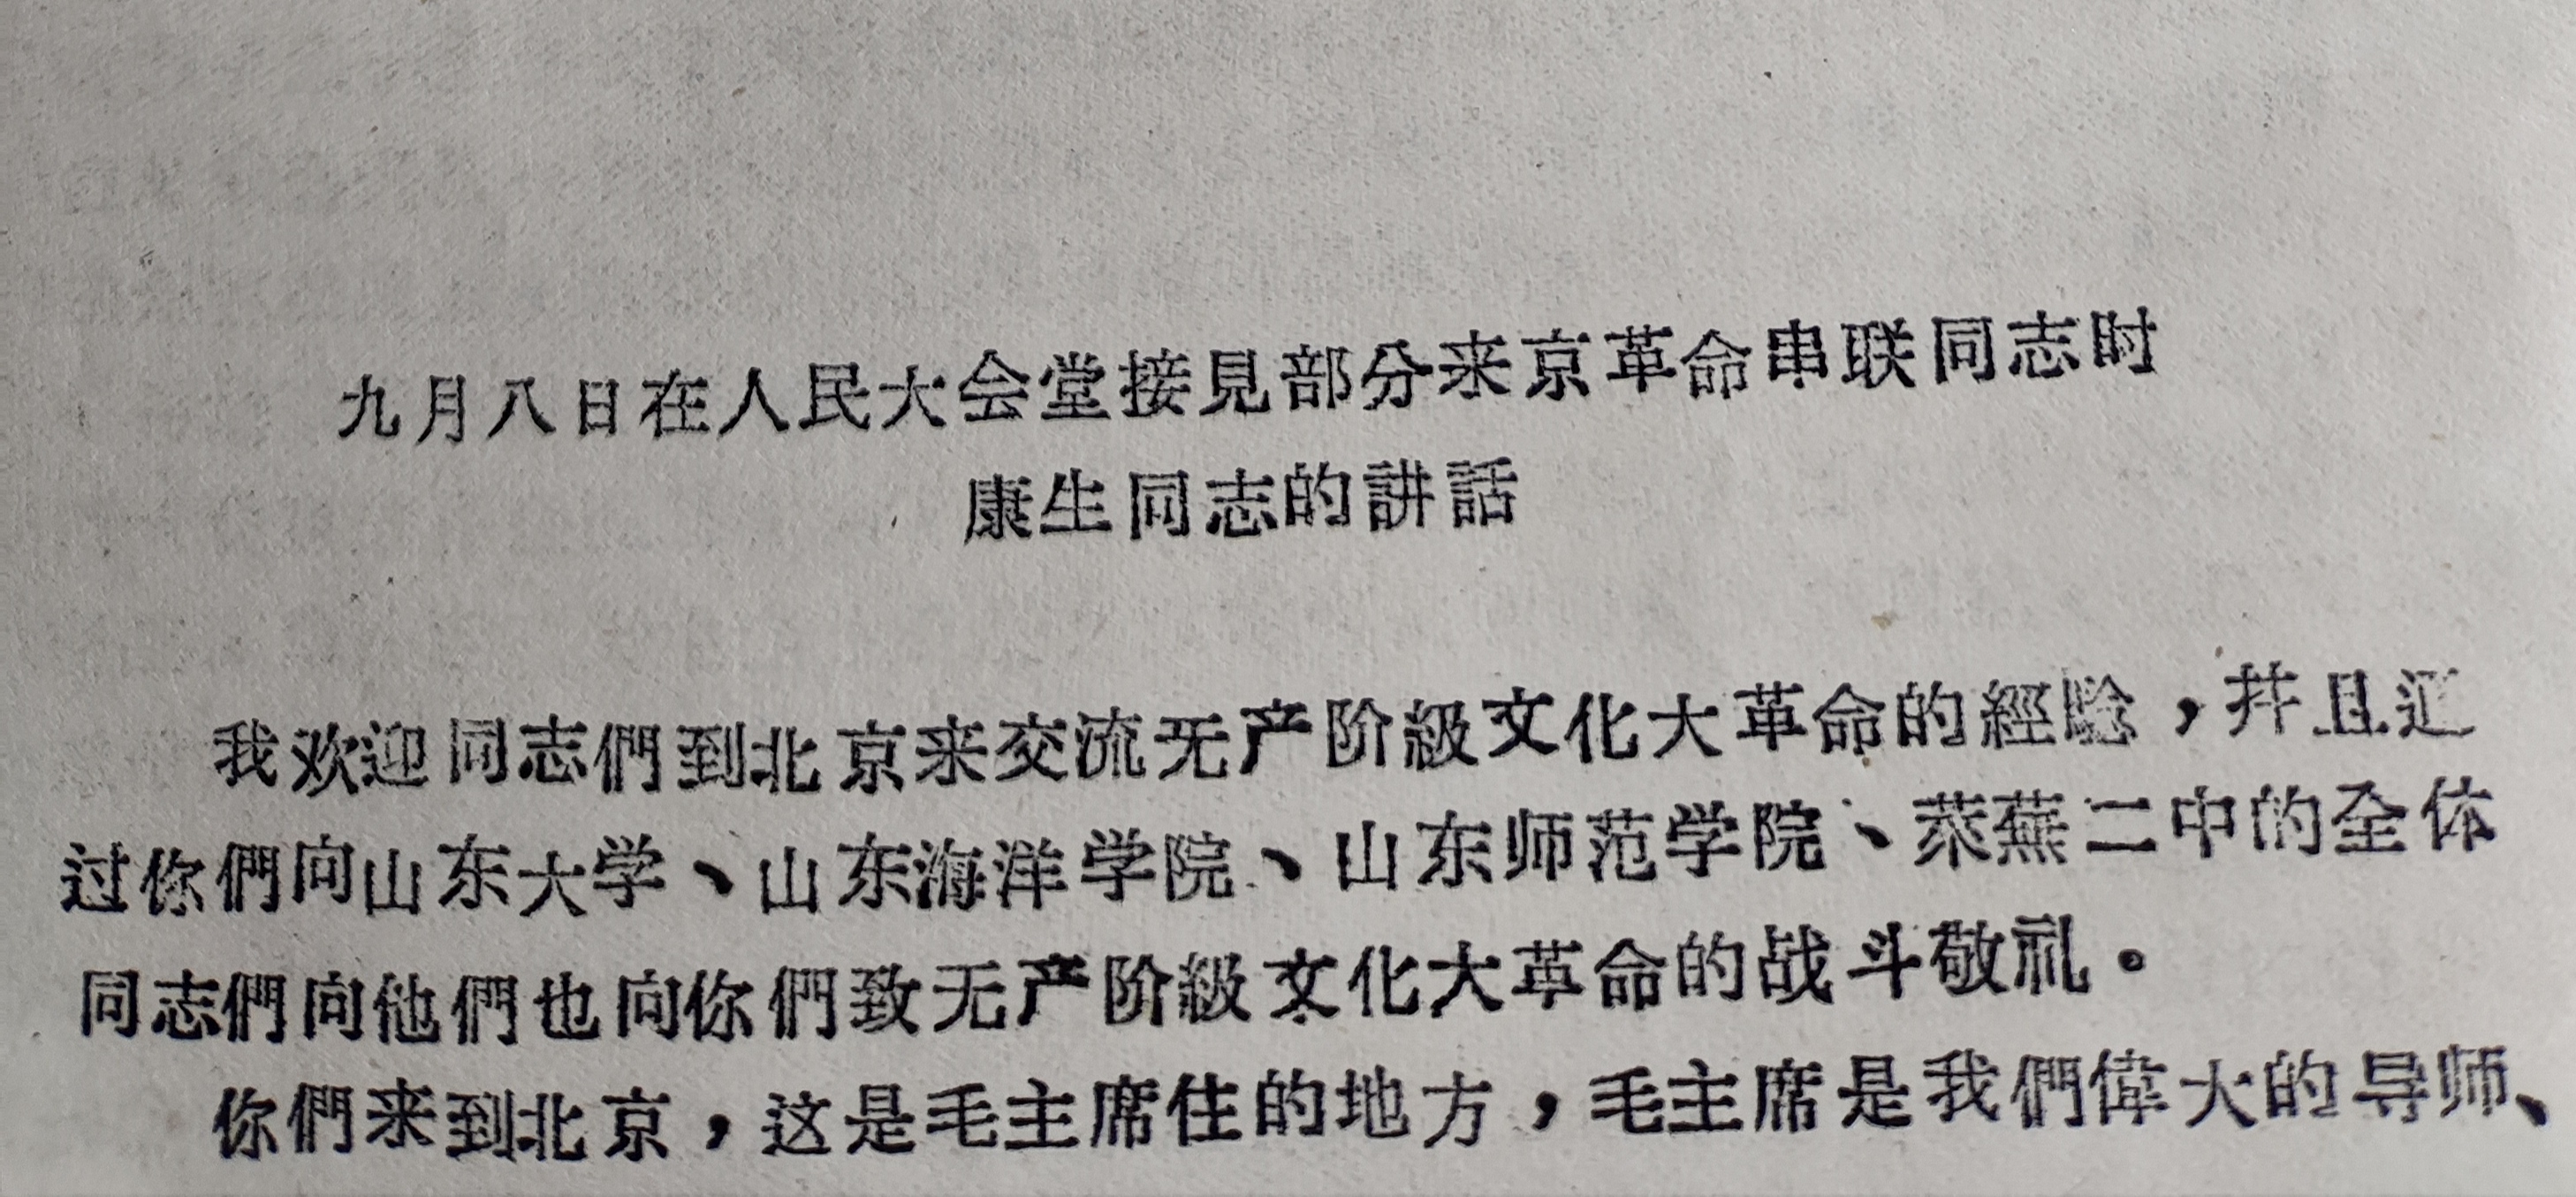 九月八日在人民大会堂接見部分来京革命串联同志时
康生同志的講話
我欢迎同志們到北京来交流无产阶級文化大革命的經驗，并且通
过你們向山东大学、山东海洋学院、山东师范学院、萊蕪二中的全体
同志們向他們也向你們致无产阶級文化大革命的战斗敬礼。
你們来到北京，这是毛主席住的地方，毛主席是我們偉大的导师、